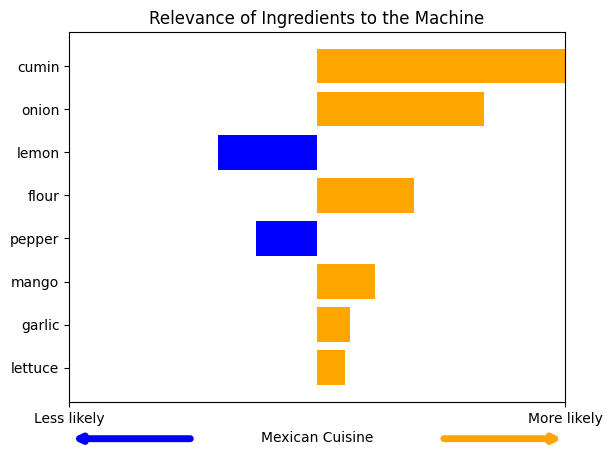 Relevance of Ingredients to the Machine
cumin
onion
lemon
flour
pepper
mango
garlic
lettuce
Less likely
More likely
Mexican Cuisine